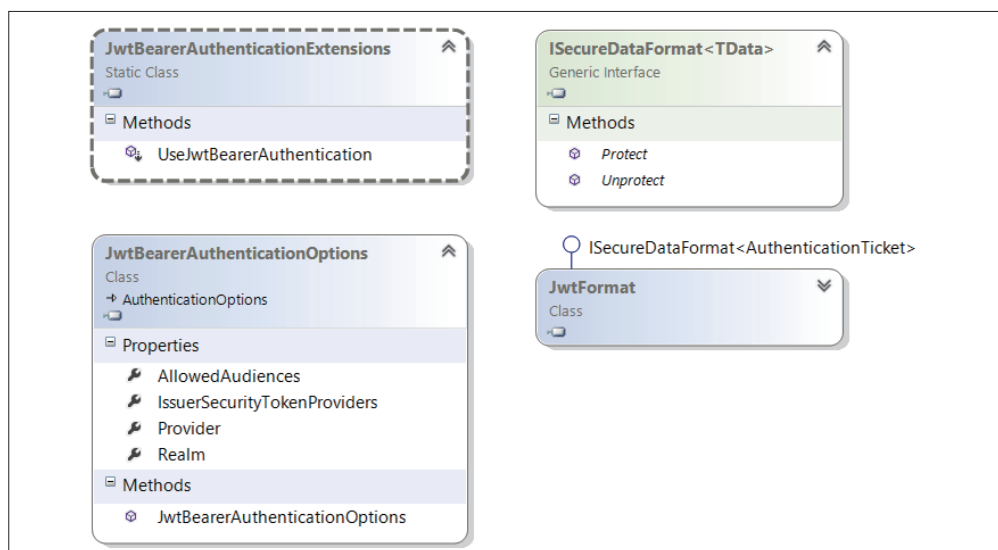 JwtBearerAuthenticationExtensions
Static Class
Methods
UseJwtBearerAuthentication
ISecureDataFormat<TData>
Generic Interface
Methods
Protect
Unprotect
JwtBearerAuthenticationOptions
Class
AuthenticationOptions
Properties
AllowedAudiences
IssuerSecurityTokenProviders
Provider
Realm
Methods
JwtBearerAuthenticationOptions
ISecureDataFormat<AuthenticationTicket>
JwtFormat
Class